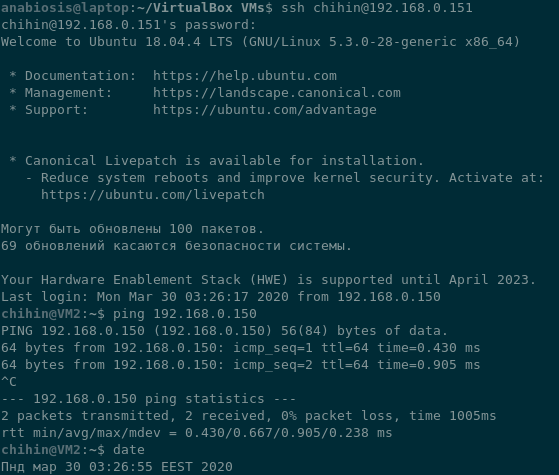 anabiosis@laptop:~/VirtualBox VMs$ ssh chihin@192.168.0.151
chihin@192.168.0.151's password:
Welcome to Ubuntu 18.04.4 LTS (GNU/Linux 5.3.0-28-generic x86_64)
 * Documentation:  https://help.ubuntu.com
 * Management:     https://landscape.canonical.com
 * Support:        https://ubuntu.com/advantage
 * Canonical Livepatch is available for installation.
   - Reduce system reboots and improve kernel security. Activate at:
     https://ubuntu.com/livepatch
Могут быть обновлены 100 пакетов.
69 обновлений касаются безопасности системы.
Your Hardware Enablement Stack (HWE) is supported until April 2023.
Last login: Mon Mar 30 03:26:17 2020 from 192.168.0.150
chihin@VM2:~$ ping 192.168.0.150
PING 192.168.0.150 (192.168.0.150) 56(84) bytes of data.
64 bytes from 192.168.0.150: icmp_seq=1 ttl=64 time=0.430 ms
64 bytes from 192.168.0.150: icmp_seq=2 ttl=64 time=0.905 ms
^C
--- 192.168.0.150 ping statistics ---
2 packets transmitted, 2 received, 0% packet loss, time 1005ms
rtt min/avg/max/mdev = 0.430/0.667/0.905/0.238 ms
chihin@VM2:~$ date
Пнд мар 30 03:26:55 EEST 2020